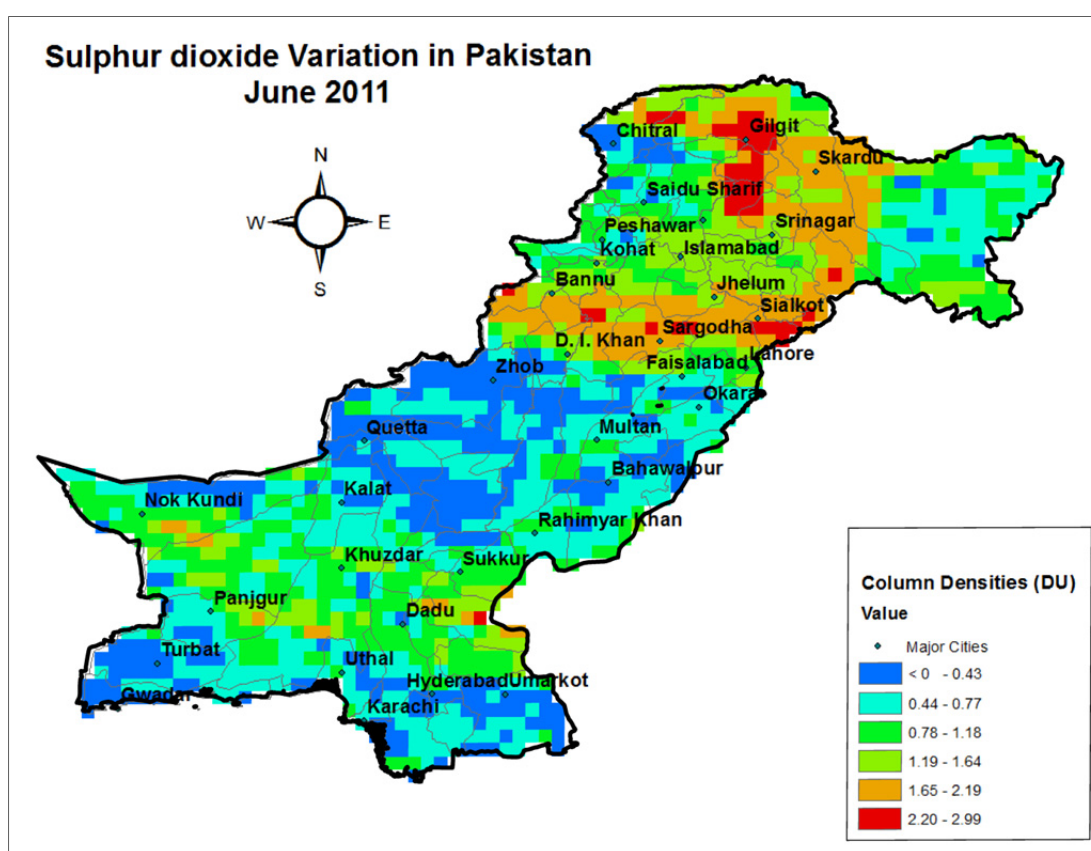 Sulphur dioxide Variation in Pakistan
June 2011
N
W
E
S
Chitral
Gilgit
Skardu
Saidu Sharif
Peshawar
Srinagar
Kohat
Islamabad
Bannu
Jhelum
Sialkot
Sargodha
D. I. Khan
Lahore
Zhob
Faisalabad
Okara
Quetta
Multan
Bahawalpur
Nok Kundi
Kalat
Rahimyar Khan
Khuzdar
Sukkur
Panjgur
Dadu
Turbat
Uthal
Gwadar
Hyderabad
Umarkot
Karachi
Column Densities (DU)
Value
Major Cities
< 0 - 0.43
0.44 - 0.77
0.78 - 1.18
1.19 - 1.64
1.65 - 2.19
2.20 - 2.99